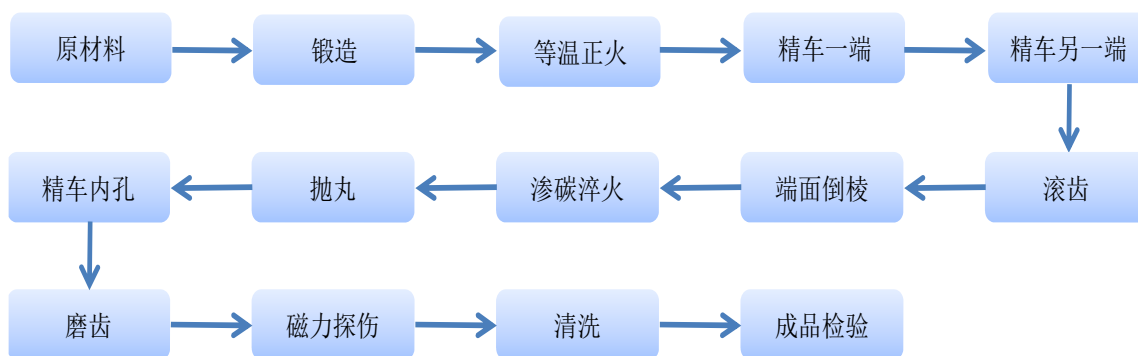 原材料
锻造
等温正火
精车一端
精车另一端
滚齿
端面倒棱
渗碳淬火
抛丸
精车内孔
磨齿
磁力探伤
清洗
成品检验